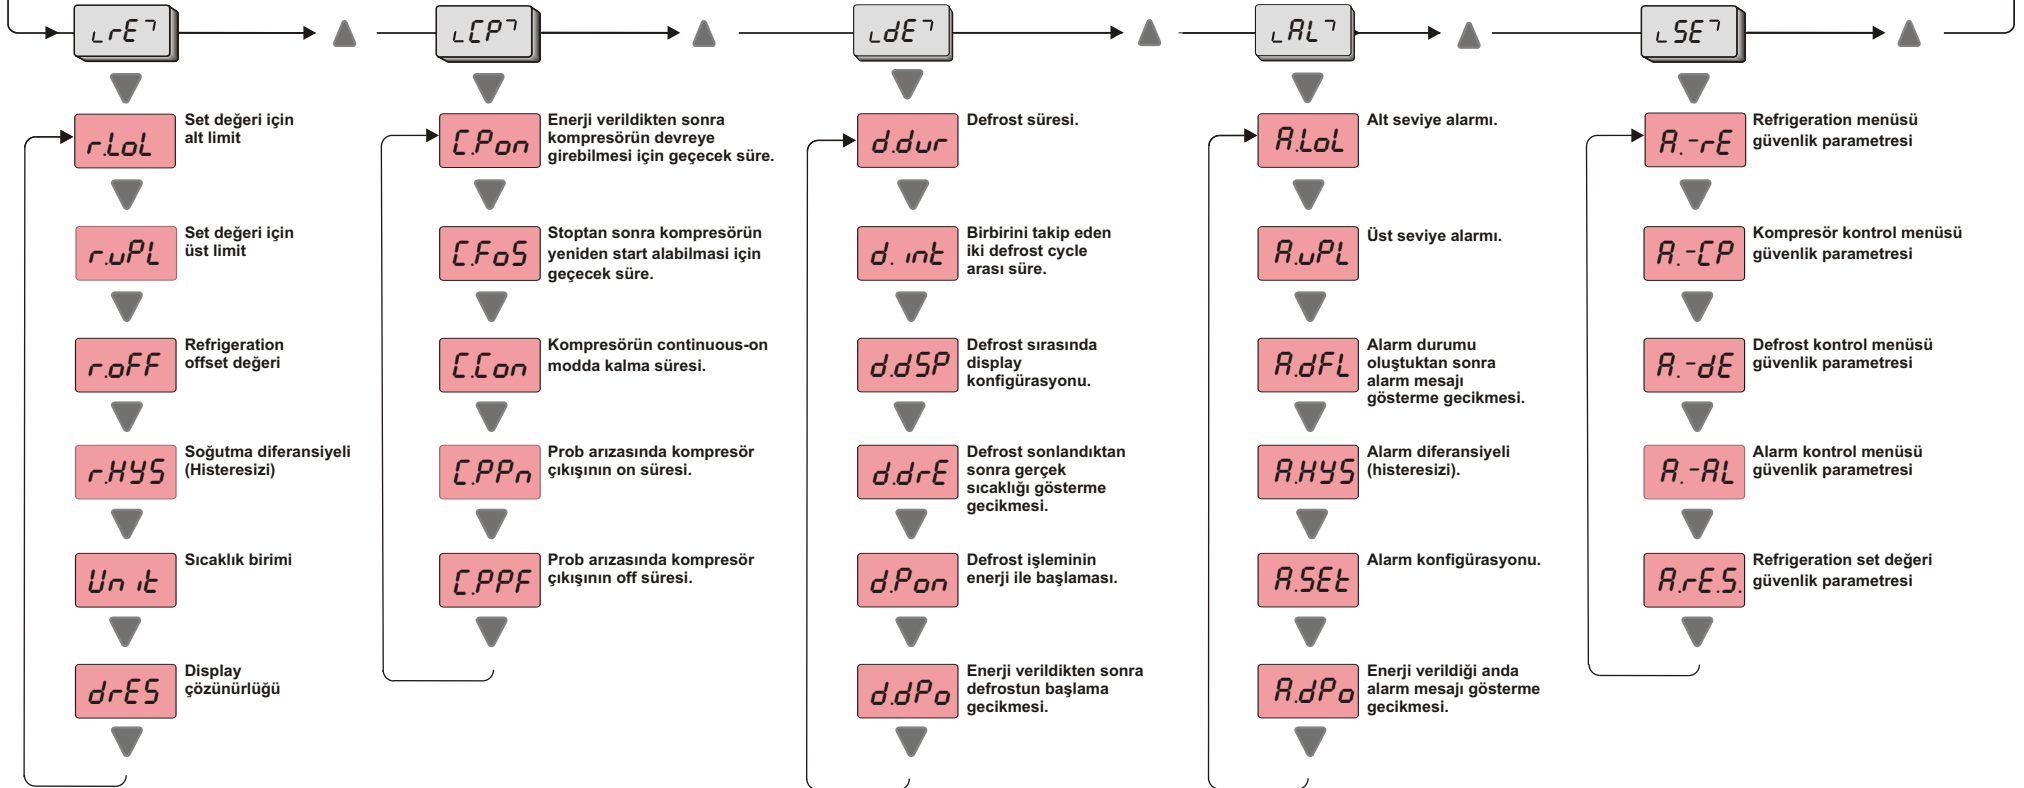 rE
CP
dE
AL
SE
r.LoL
Set değeri için
alt limit
r.uPL
Set değeri için
üst limit
r.oFF
Refrigeration
offset değeri
r.HYS
Soğutma diferansiyeli
(Histeresizi)
Unit
Sıcaklık birimi
drES
Display
çözünürlüğü
C.Pon
Enerji verildikten sonra
kompresörün devreye
girebilmesi için geçecek süre.
C.FoS
Stoptan sonra kompresörün
yeniden start alabilmasi için
geçecek süre.
C.Con
Kompresörün continuous-on
modda kalma süresi.
C.PPn
Prob arızasında kompresör
çıkışının on süresi.
C.PPF
Prob arızasında kompresör
çıkışının off süresi.
d.dur
Defrost süresi.
d.int
Birbirini takip eden
iki defrost cycle
arası süre.
d.dSP
Defrost sırasında
display
konfigürasyonu.
d.drE
Defrost sonlandıktan
sonra gerçek
sıcaklığı gösterme
gecikmesi.
d.Pon
Defrost işleminin
enerji ile başlaması.
d.dPo
Enerji verildikten sonra
defrostun başlama
gecikmesi.
A.LoL
Alt seviye alarmı.
A.uPL
Üst seviye alarmı.
A.dFL
Alarm durumu
oluştuktan sonra
alarm mesajı
gösterme gecikmesi.
A.HYS
Alarm diferansiyeli
(histeresizi).
A.SEt
Alarm konfigürasyonu.
A.dPo
Enerji verildiği anda
alarm mesajı gösterme
gecikmesi.
A.-rE
Refrigeration menüsü
güvenlik parametresi
A.-CP
Kompresör kontrol menüsü
güvenlik parametresi
A.-dE
Defrost kontrol menüsü
güvenlik parametresi
A.-AL
Alarm kontrol menüsü
güvenlik parametresi
A.rE.S.
Refrigeration set değeri
güvenlik parametresi